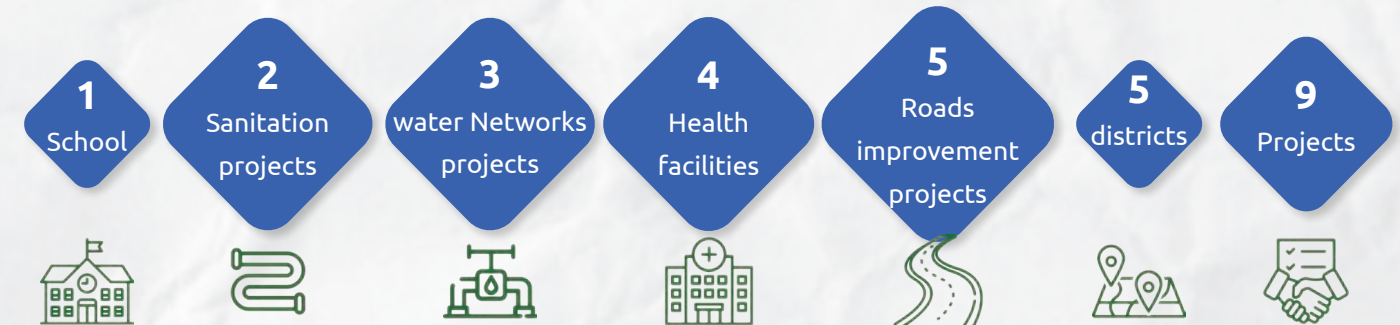 1
School
2
Sanitation
projects
3
water Networks
projects
4
Health
facilities
5
Roads
improvement
projects
5
districts
9
Projects